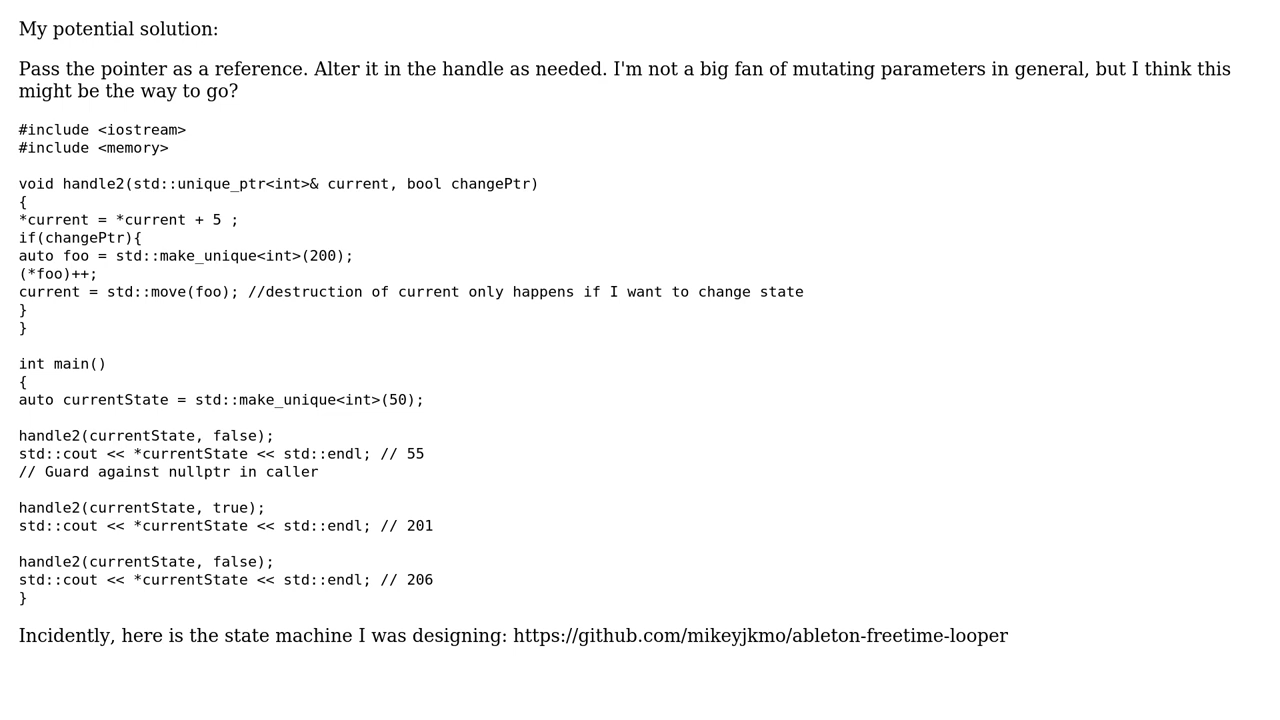 My potential solution:
Pass the pointer as a reference. Alter it in the handle as needed. I'm not a big fan of mutating parameters in general, but I think this
might be the way to go?
#include <iostream>
#include <memory>
void handle2(std::unique_ptr<int>& current, bool changePtr)
{
*current = *current + 5 ;
if(changePtr){
auto foo = std::make_unique<int>(200);
(*foo)++;
current = std::move(foo); //destruction of current only happens if I want to change state
}
}
int main()
{
auto currentState = std::make_unique<int>(50);
handle2(currentState, false);
std::cout << *currentState << std::endl; // 55
// Guard against nullptr in caller
handle2(currentState, true);
std::cout << *currentState << std::endl; // 201
handle2(currentState, false);
std::cout << *currentState << std::endl; // 206
}
Incidently, here is the state machine I was designing: https://github.com/mikeyjkmo/ableton-freetime-looper